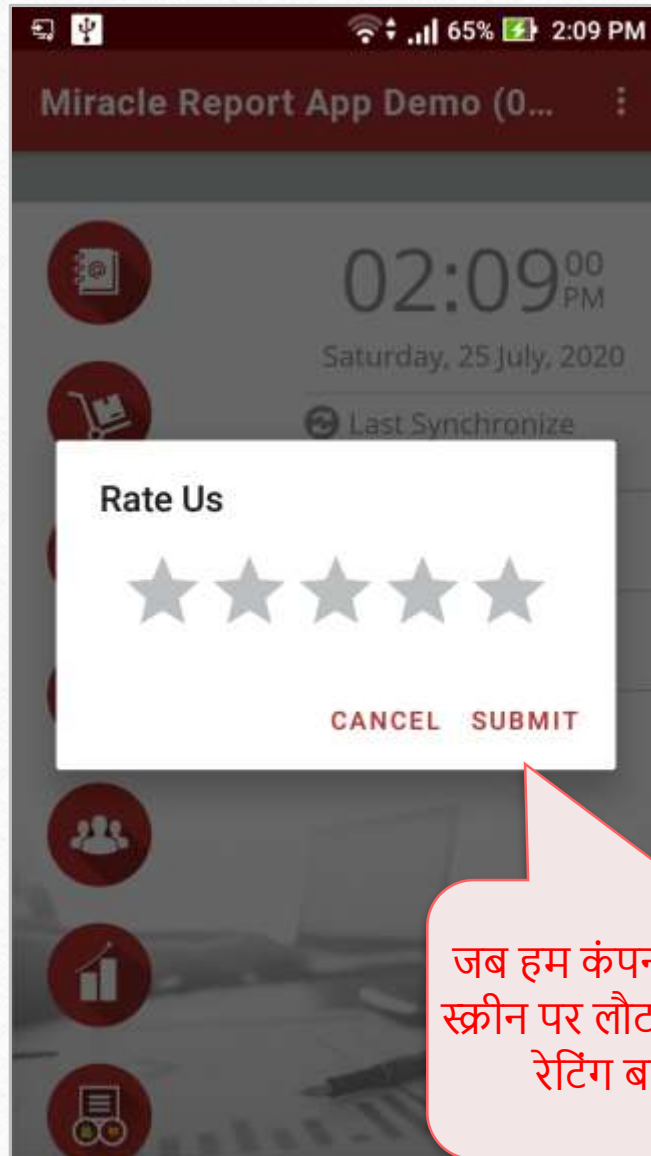 65% 2:09 PM
Miracle Report App Demo (0...
02:09 00 PM
Saturday, 25 July, 2020
Last Synchronize
Rate Us
CANCEL SUBMIT
जब हम
स्क्रीन पर
रेटिंग